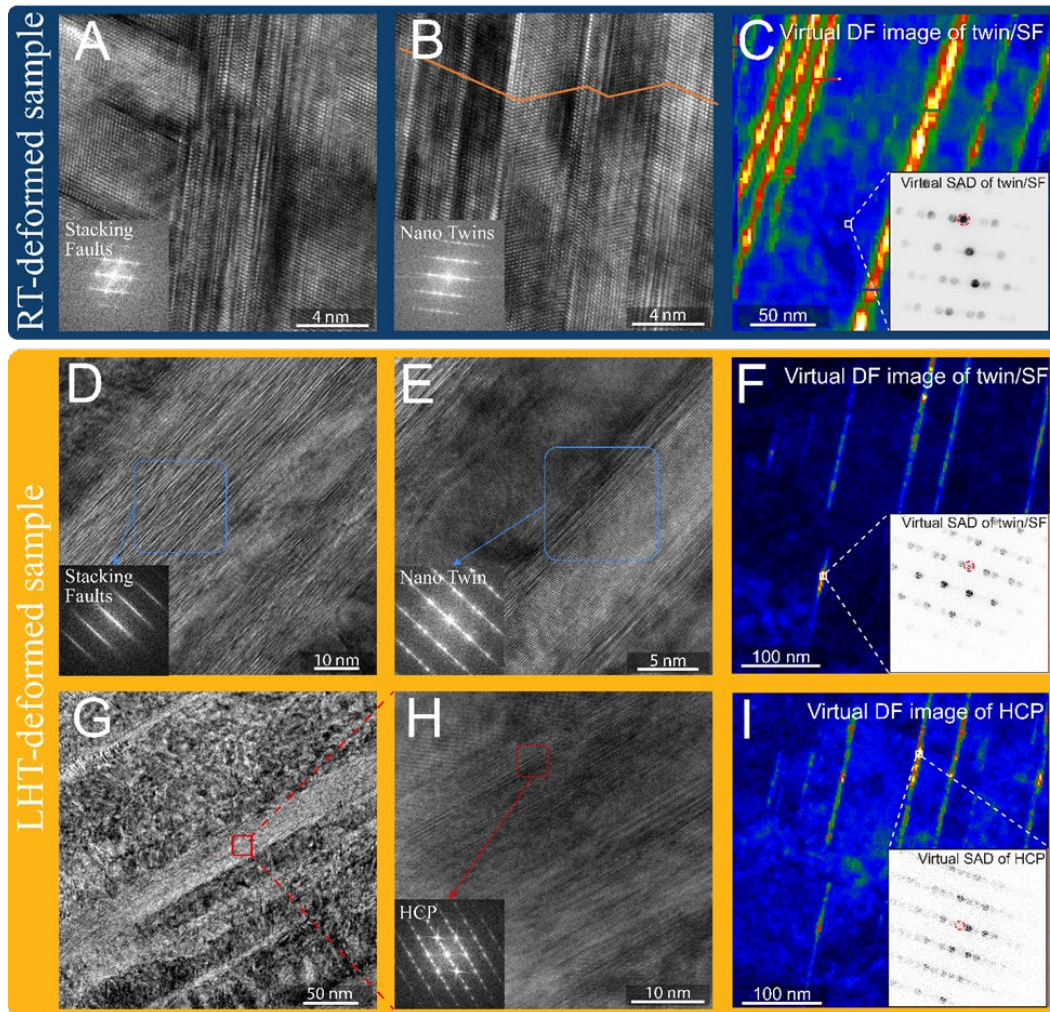 RT-deformed sample
A
Stacking
Faults
4 nm
B
Nano Twins
4 nm
C
Virtual DF image of twin/SF
Virtual SAD of twin/SF
50 nm
LHT-deformed sample
D
Stacking
Faults
10 nm
E
Nano Twin
5 nm
F
Virtual DF image of twin/SF
Virtual SAD of twin/SF
100 nm
G
50 nm
H
HCP
10 nm
I
Virtual DF image of HCP
Virtual SAD of HCP
100 nm